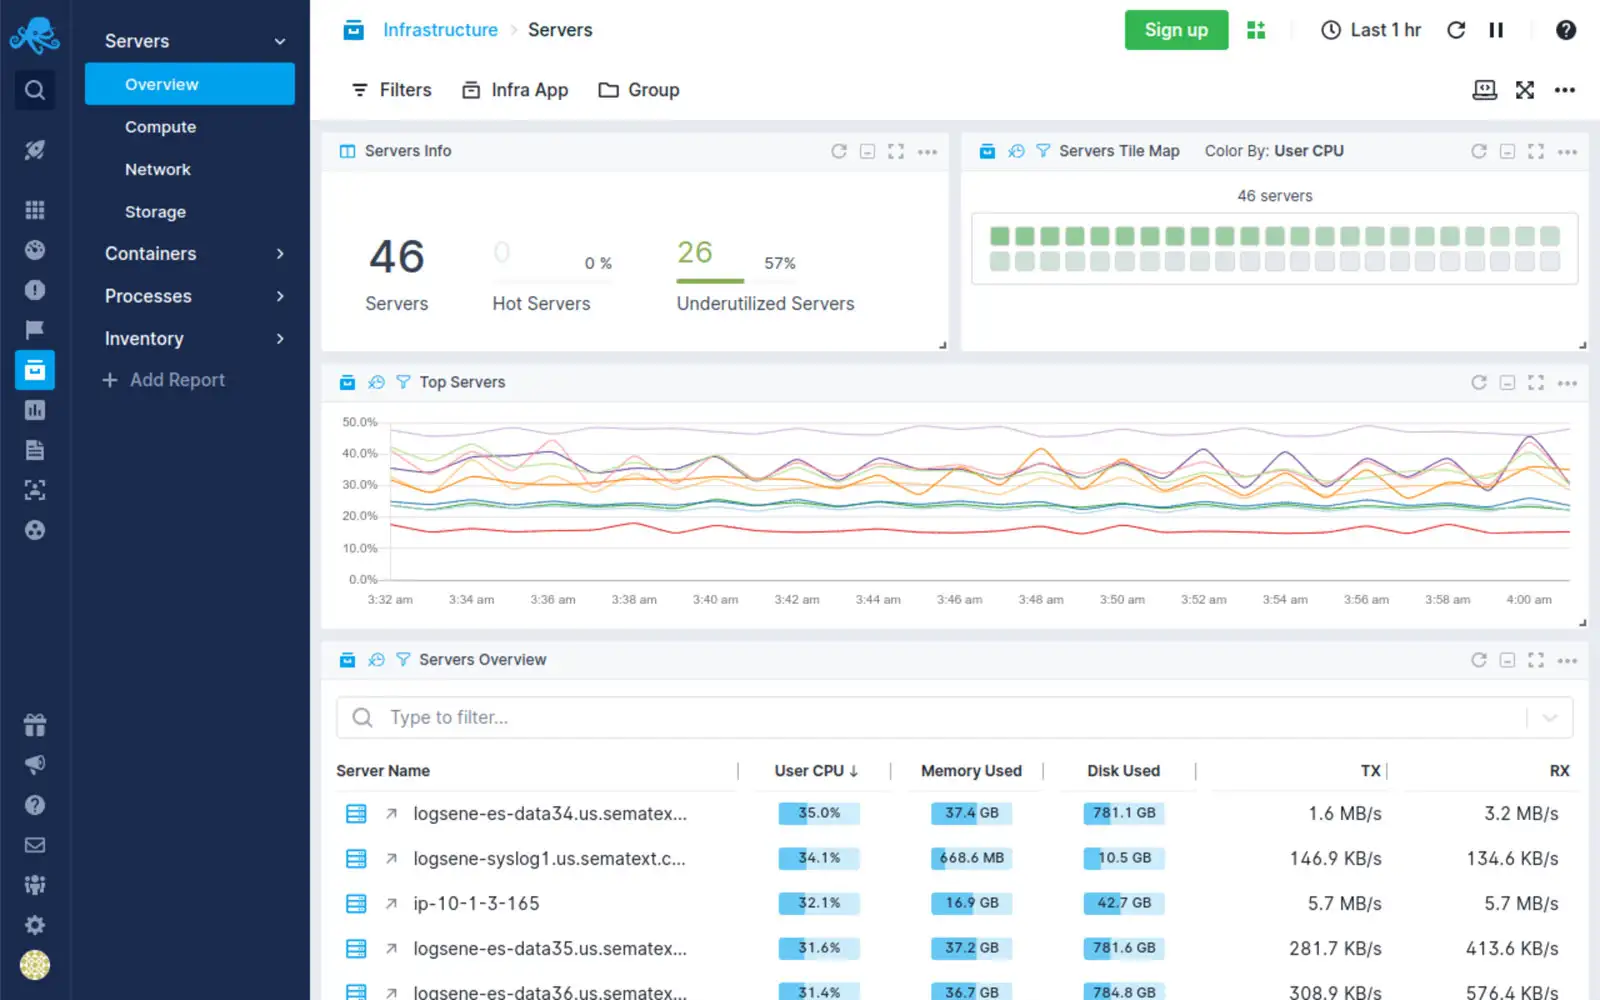 Servers
Overview
Compute
Network
Storage
Containers
Processes
Inventory
+ Add Report
Infrastructure > Servers
Sign up
Last 1 hr
Filters
Infra App
Group
Servers Info
46
Servers
0
0 %
Hot Servers
26
57%
Underutilized Servers
Servers Tile Map
Color By: User CPU
46 servers
Top Servers
50.0%
40.0%
30.0%
20.0%
10.0%
0.0%
3:32 am 3:34 am 3:36 am 3:38 am 3:40 am 3:42 am 3:44 am 3:46 am 3:48 am 3:50 am 3:52 am 3:54 am 3:56 am 3:58 am 4:00 am
Servers Overview
Type to filter...
Server Name User CPU ↓ Memory Used Disk Used TX RX
logsene-es-data34.us.sematex... 35.0% 37.4 GB 781.1 GB 1.6 MB/s 3.2 MB/s
logsene-syslog1.us.sematext.c... 34.1% 668.6 MB 10.5 GB 146.9 KB/s 134.6 KB/s
ip-10-1-3-165 32.1% 16.9 GB 42.7 GB 5.7 MB/s 5.7 MB/s
logsene-es-data35.us.sematex... 31.6% 37.2 GB 781.6 GB 281.7 KB/s 413.6 KB/s
logsene-es-data36.us.sematex... 31.4% 36.7 GB 784.8 GB 308.9 KB/s 576.4 KB/s